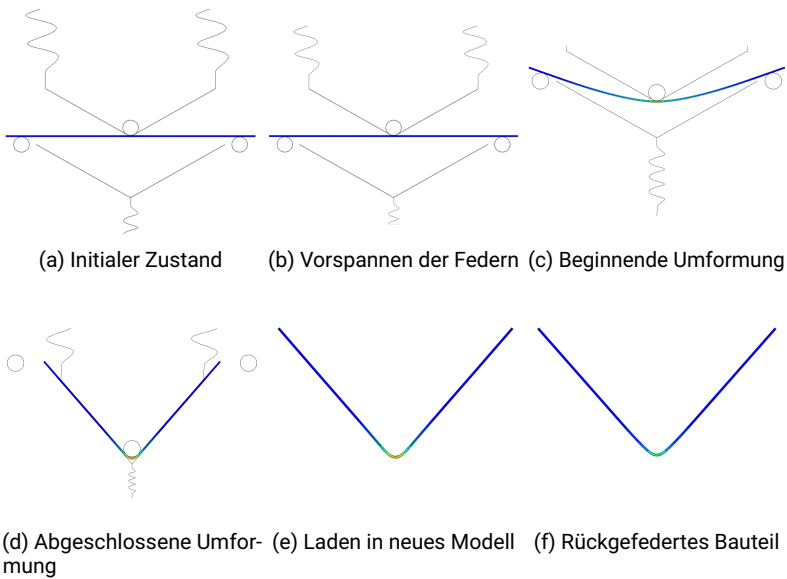 (a) Initialer Zustand
(b) Vorspannen der Federn
(c) Beginnende Umformung
(d) Abgeschlossene Umfor-
mung
(e) Laden in neues Modell
(f) Rückgefedertes Bauteil